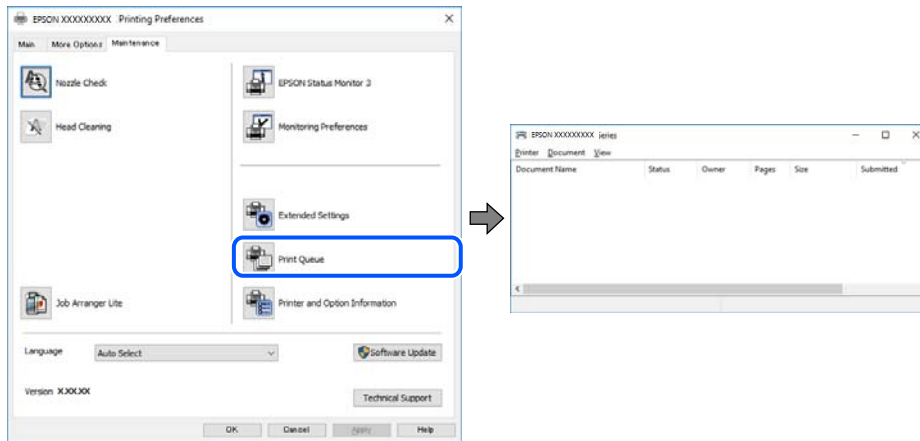 EPSON XXXXXXXXX Printing Preferences
Main More Options Maintenance
Nozzle Check
EPSON Status Monitor 3
Head Cleaning
Monitoring Preferences
Extended Settings
Print Queue
Job Arranger Lite
Printer and Option Information
Language Auto Select
Software Update
Version X.XX.XX
Technical Support
OK Cancel Apply Help
EPSON XXXXXXXXX Series
Printer Document View
Document Name Status Owner Pages Size Submitted